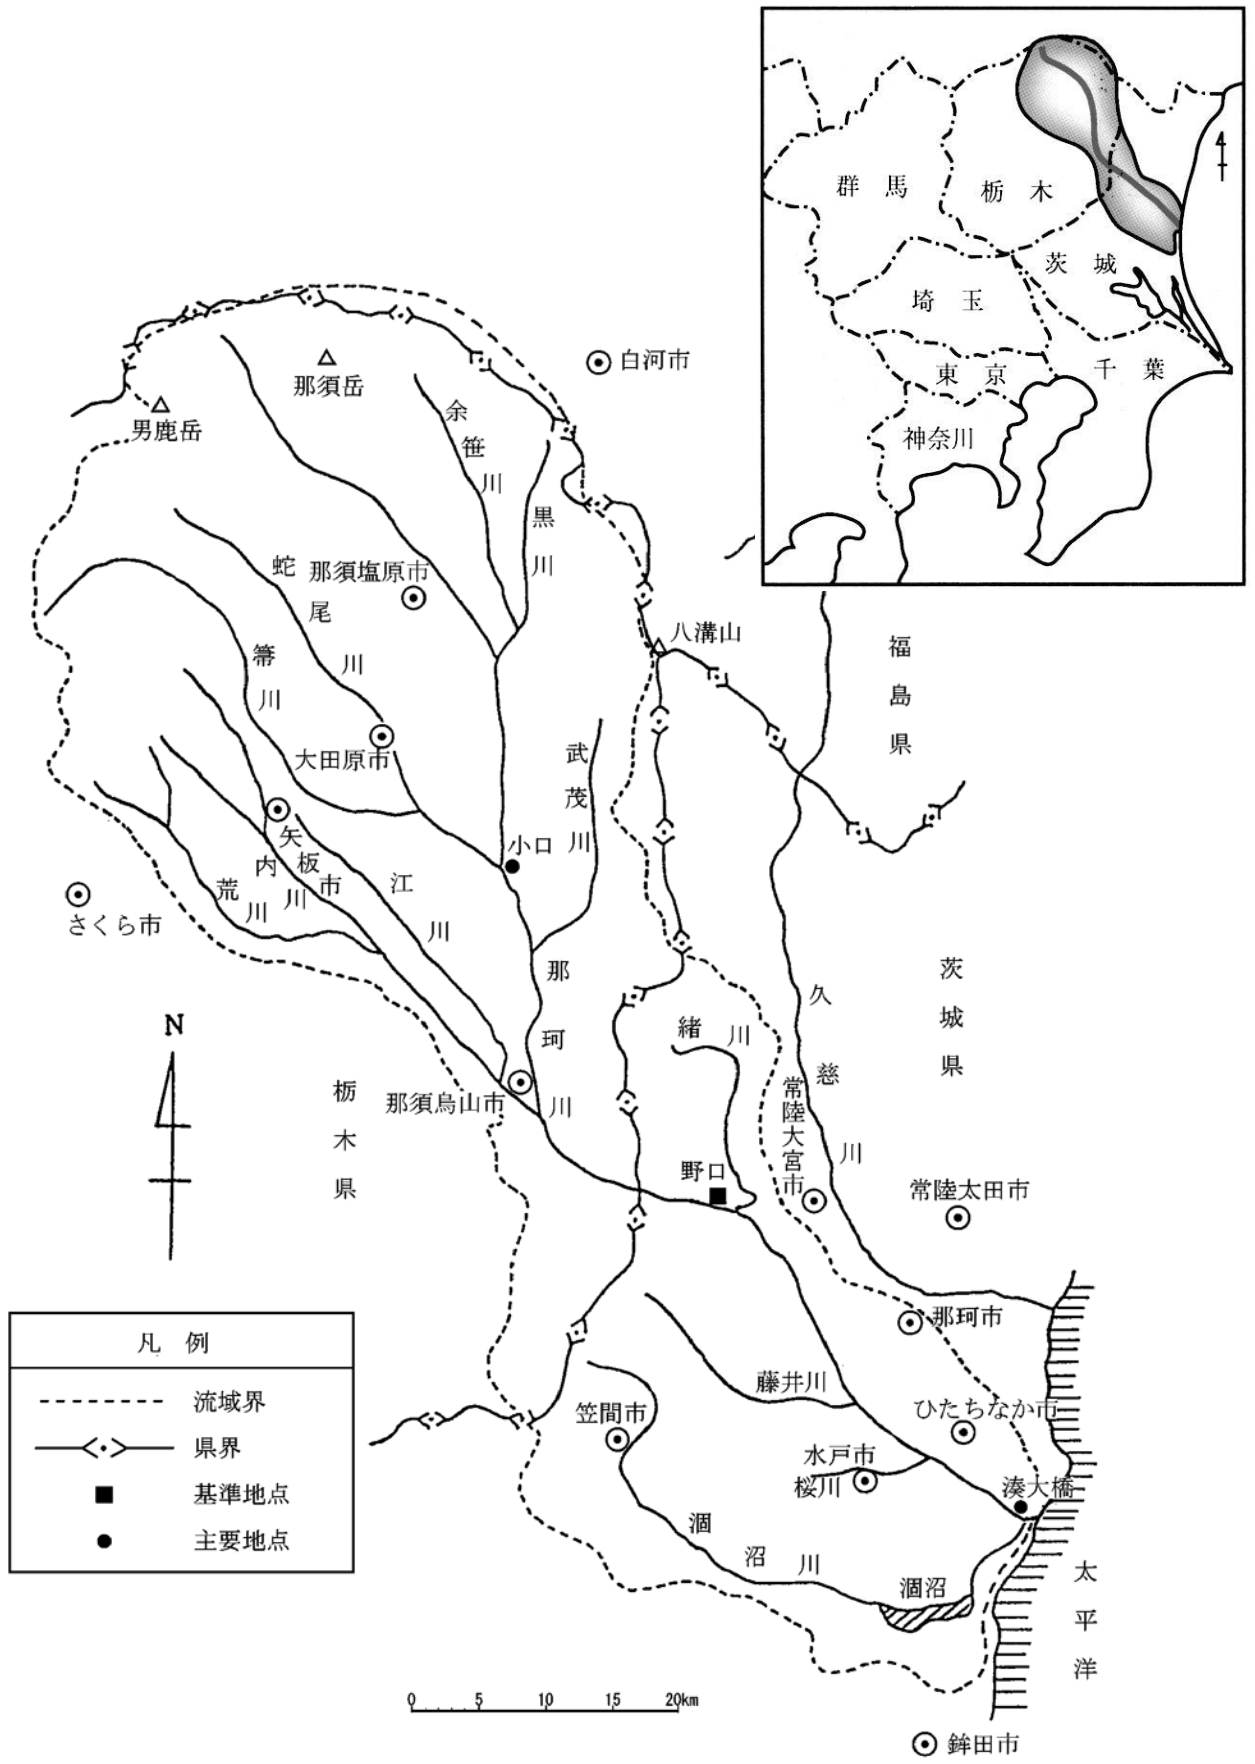 群馬
栃木
茨城
埼玉
東京
千葉
神奈川
白河市
那須岳
男鹿岳
余笹川
黒川
蛇尾川
那須塩原市
箒川
八溝山
福島県
大田原市
武茂川
小口
矢板市
内川
荒川
江川
さくら市
那珂川
久慈川
茨城県
緒川
N
栃木県
那須烏山市
常陸大宮市
野口
常陸太田市
那珂市
藤井川
ひたちなか市
笠間市
水戸市
桜川
湊大橋
涸沼川
涸沼
太平洋
鉾田市
凡例
流域界
県界
基準地点
主要地点
0 5 10 15 20km